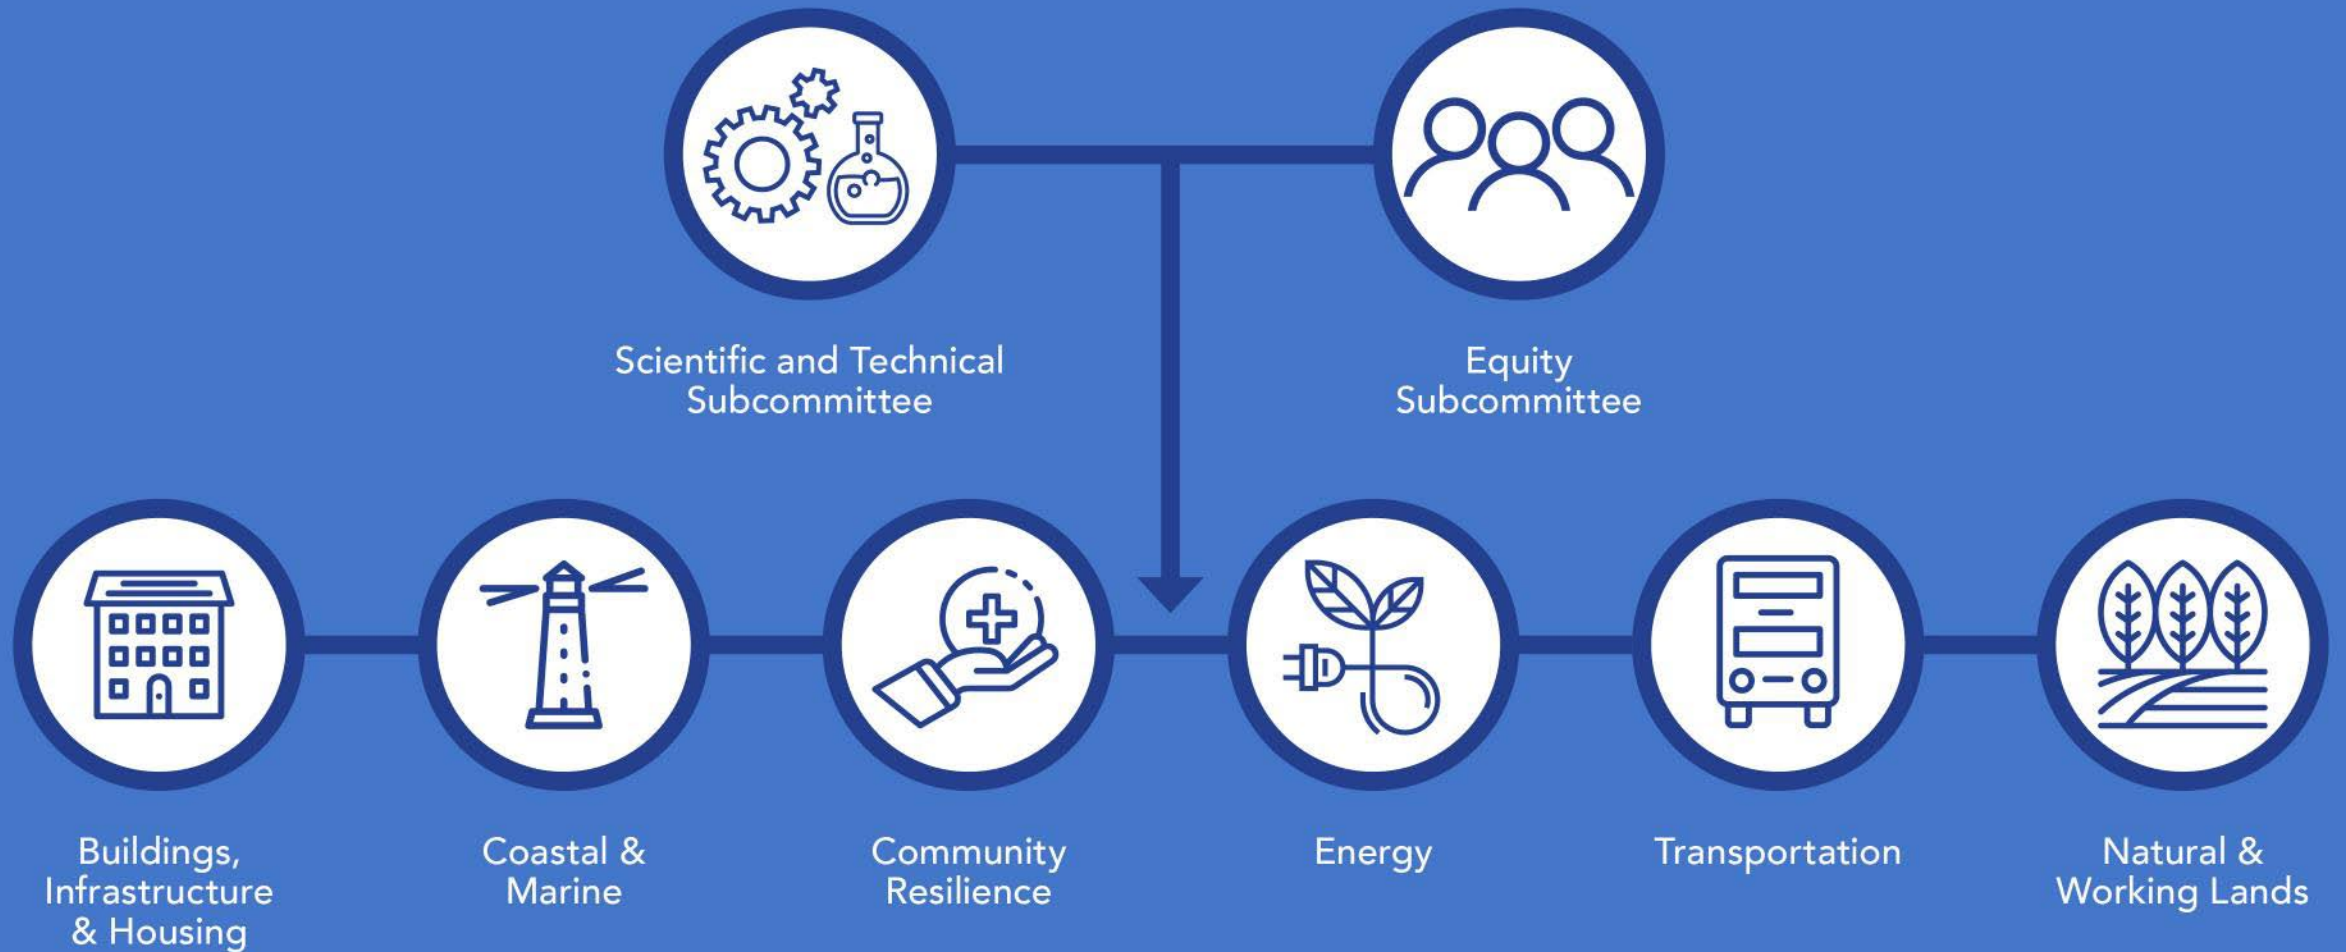 Scientific and Technical
Subcommittee
Equity
Subcommittee
Buildings,
Infrastructure
& Housing
Coastal &
Marine
Community
Resilience
Energy
Transportation
Natural &
Working Lands